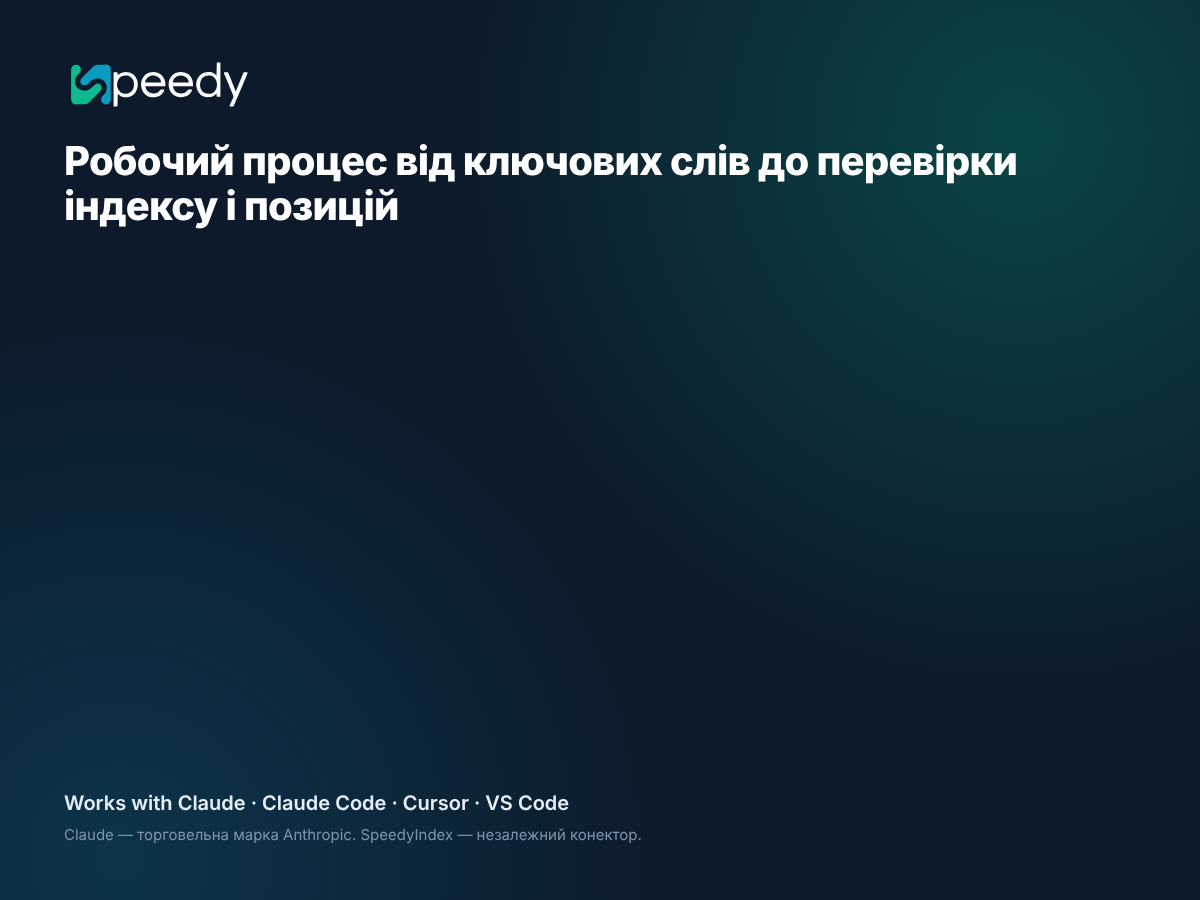 Speedy
Робочий процес від ключових слів до перевірки
індексу і позицій
Works with Claude · Claude Code · Cursor · VS Code
Claude — торговельна марка Anthropic. SpeedyIndex — незалежний конектор.